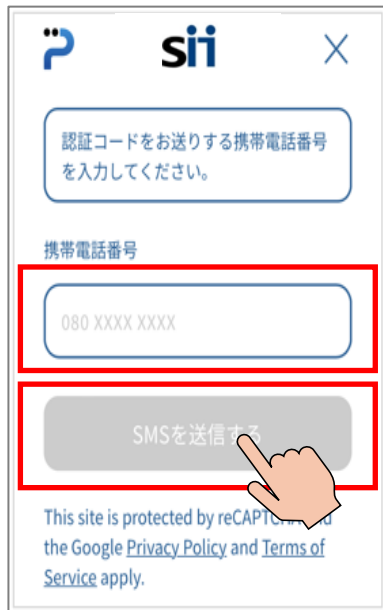 sii
認証コードをお送りする携帯電話番号
を入力してください。
携帯電話番号
080 XXXX XXXX
SMSを送信する
This site is protected by reCAPTCHA and
the Google Privacy Policy and Terms of
Service apply.